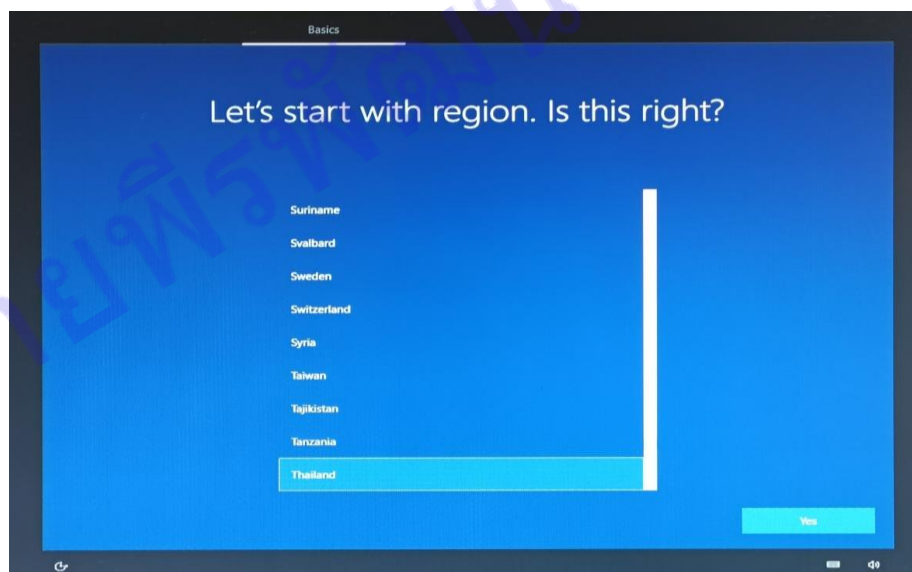 Basics
Let's start with region. Is this right?
Suriname
Svalbard
Sweden
Switzerland
Syria
Taiwan
Tajikistan
Tanzania
Thailand
Yes